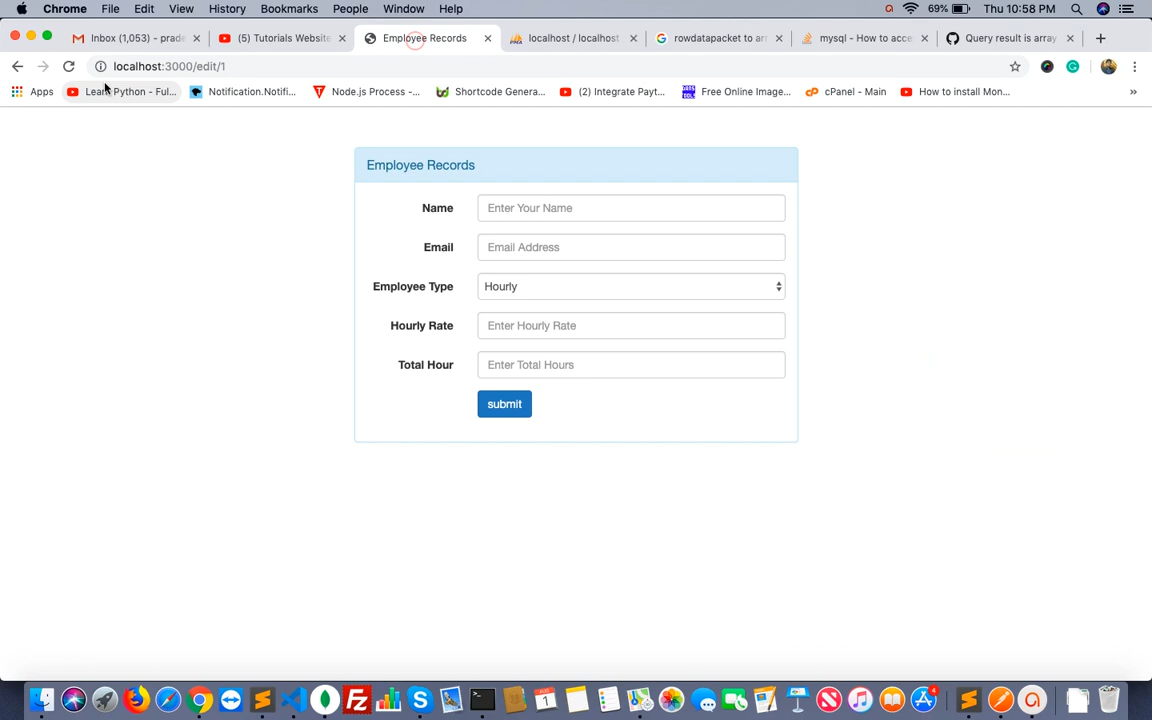 Chrome File Edit View History Bookmarks People Window Help 69% Thu 10:58 PM
Inbox (1,053) - prade (5) Tutorials Website Employee Records localhost / localhost rowdatapacket to arr mysql - How to acce Query result is array
localhost:3000/edit/1
Apps Learn Python - Ful... Notification.Notifi... Node.js Process -... Shortcode Genera... (2) Integrate Payt... Free Online Image... cPanel - Main How to install Mon... »
Employee Records
Name Enter Your Name
Email Email Address
Employee Type Hourly
Hourly Rate Enter Hourly Rate
Total Hour Enter Total Hours
submit